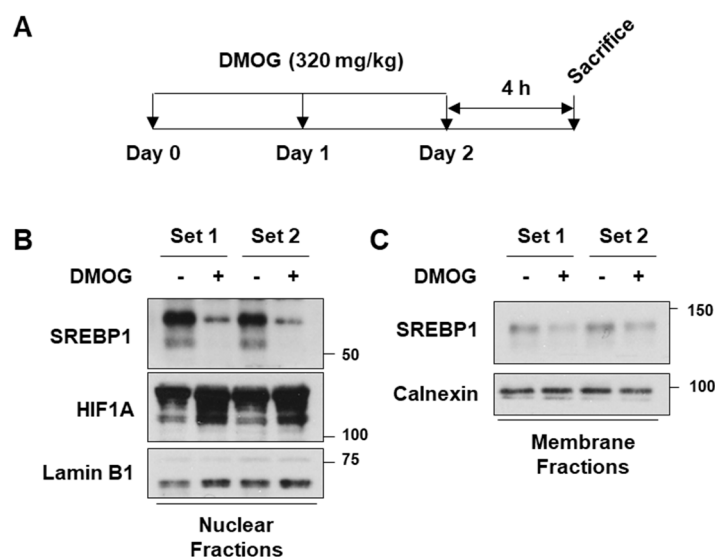 A
DMOG (320 mg/kg)
Sacrifice
4 h
Day 0 Day 1 Day 2
B
Set 1 Set 2
DMOG - + - +
SREBP1
50
HIF1A
100
75
Lamin B1
Nuclear
Fractions
C
Set 1 Set 2
DMOG - + - +
150
SREBP1
100
Calnexin
Membrane
Fractions